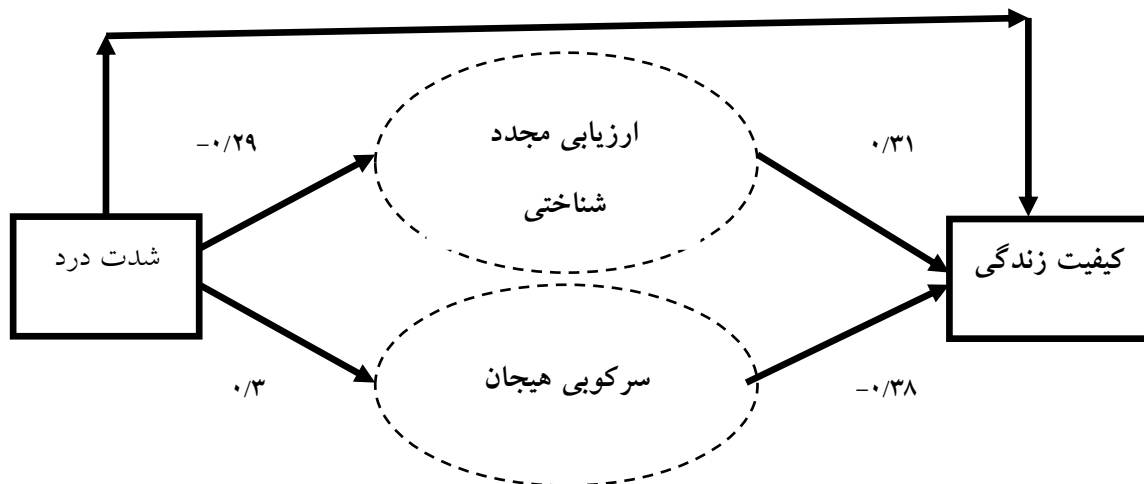 ارزیابی مجدد
شناختی
−۰/۲۹
۰/۳۱
شدت درد
کیفیت زندگی
سرکوبی هیجان
۰/۳
−۰/۳۸